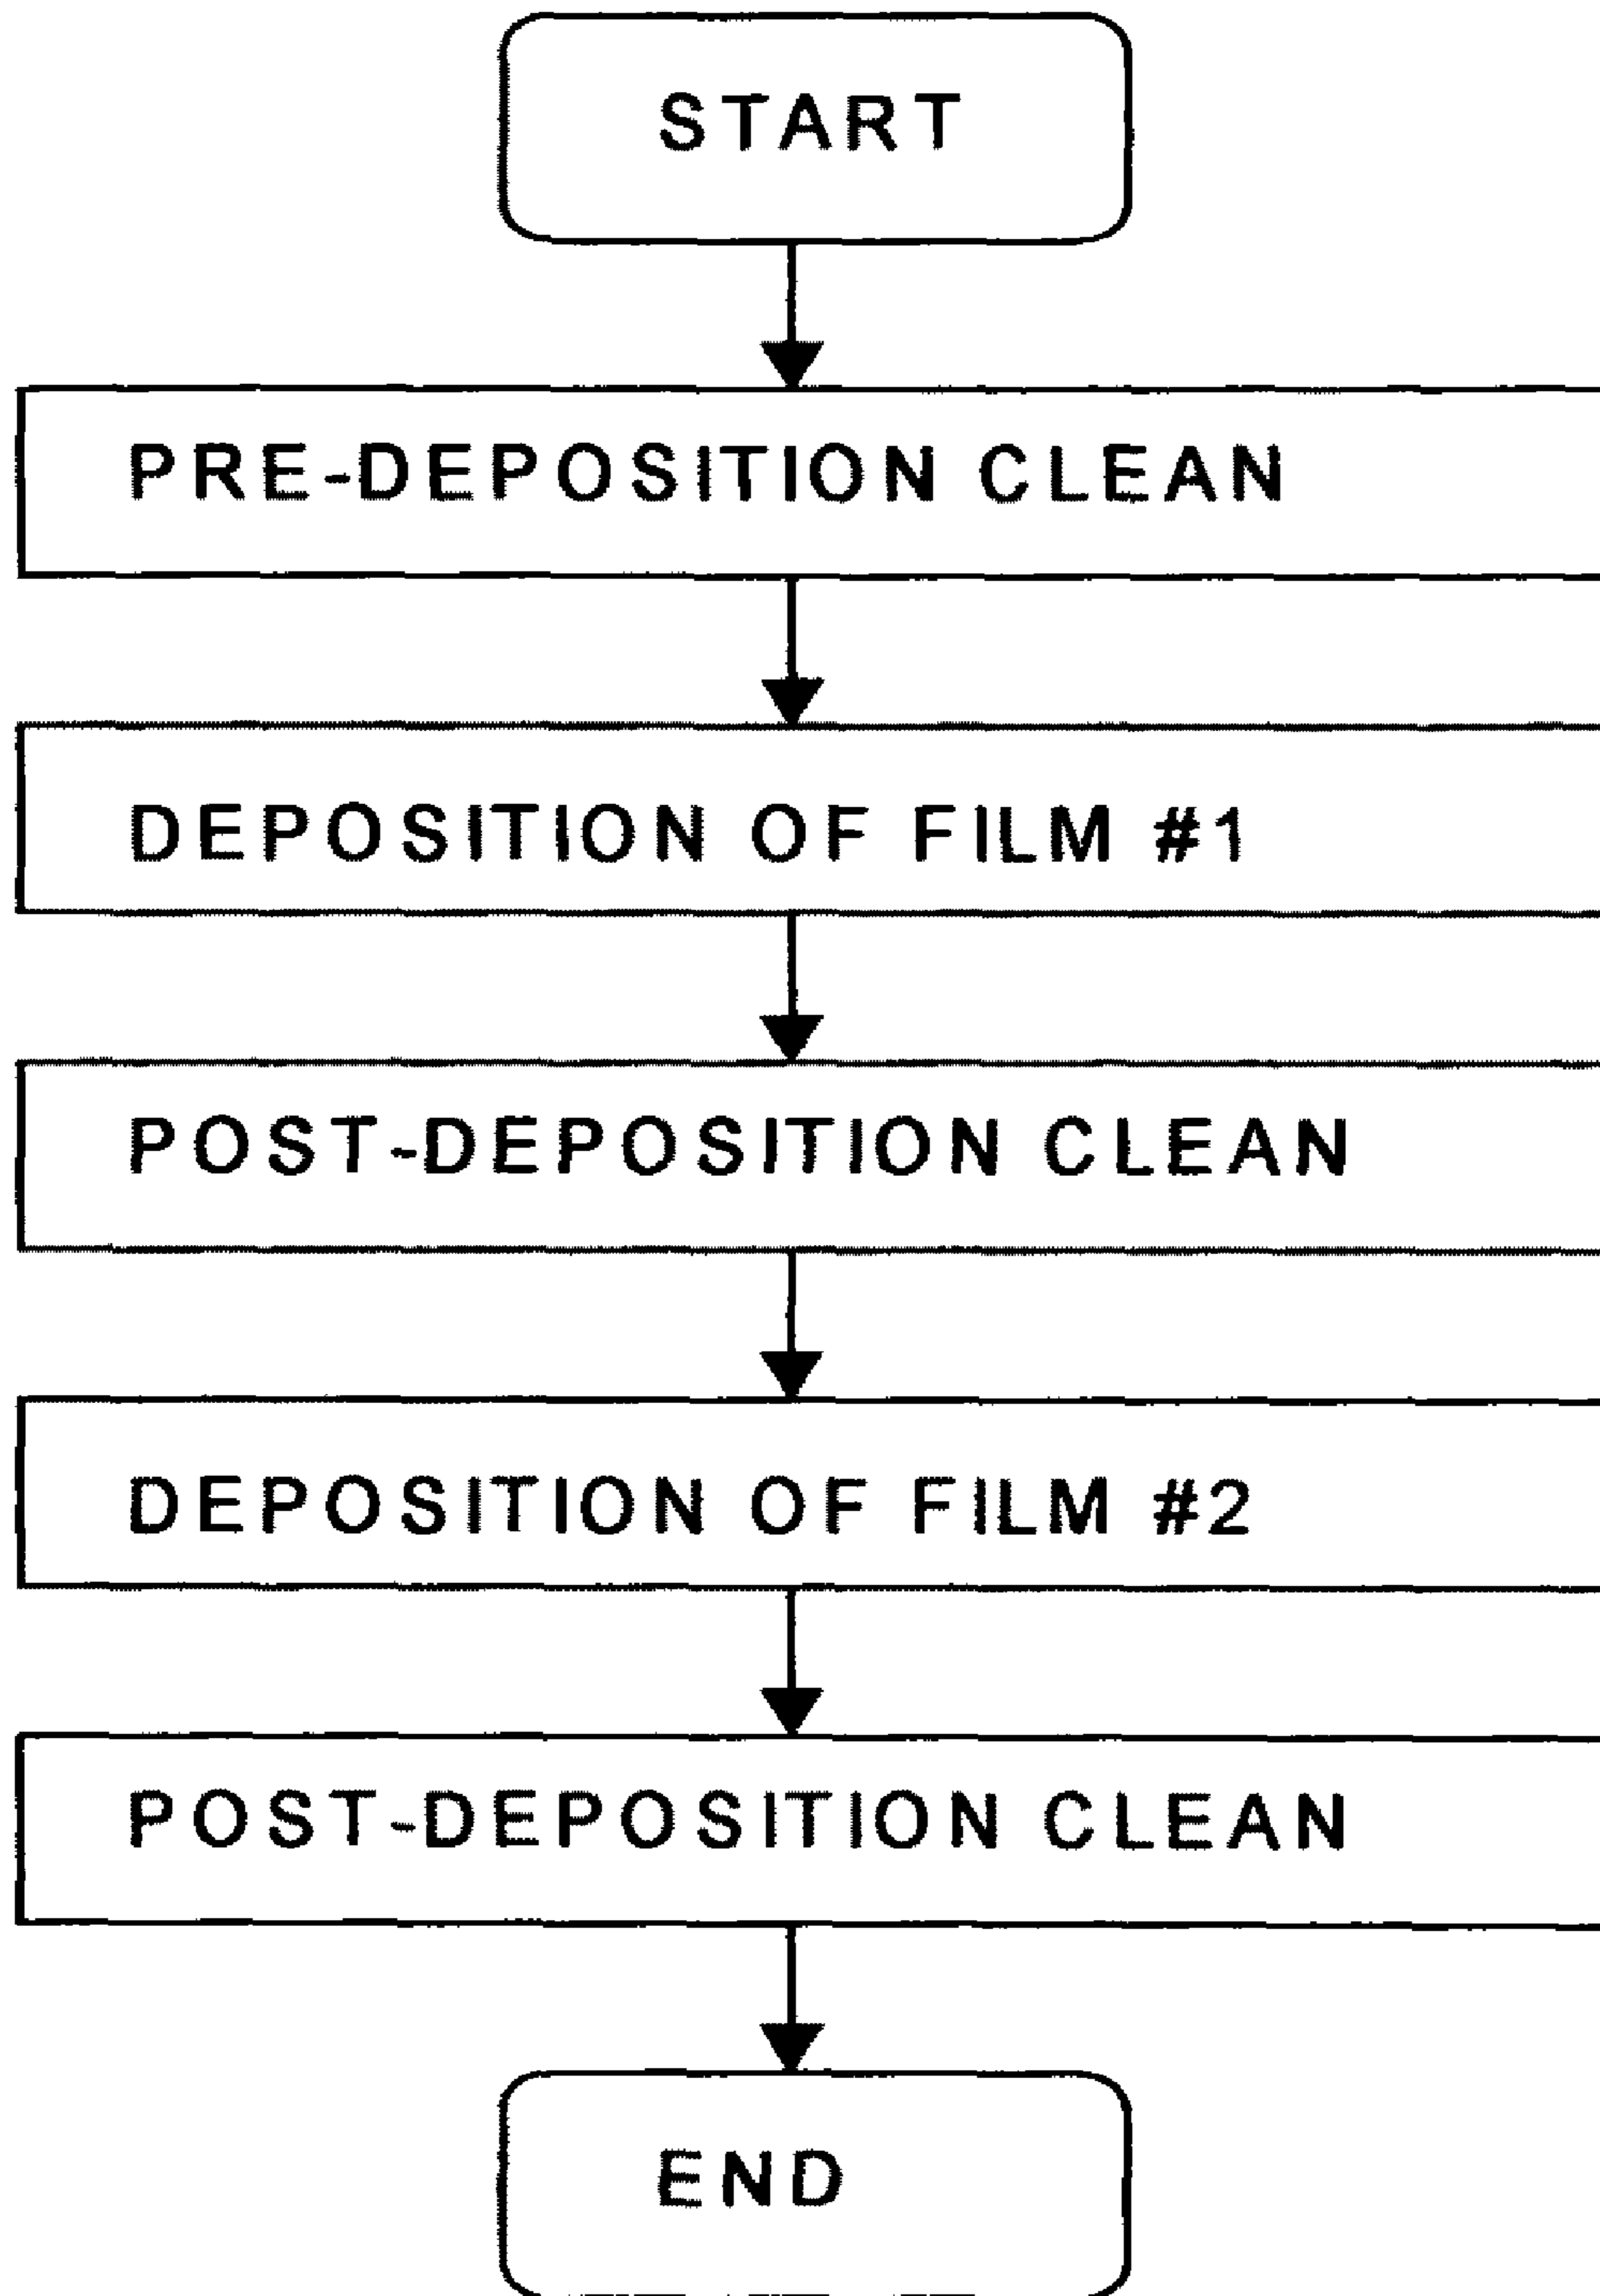 START
PRE-DEPOSITION CLEAN
DEPOSITION OF FILM #1
POST-DEPOSITION CLEAN
DEPOSITION OF FILM #2
POST-DEPOSITION CLEAN
END